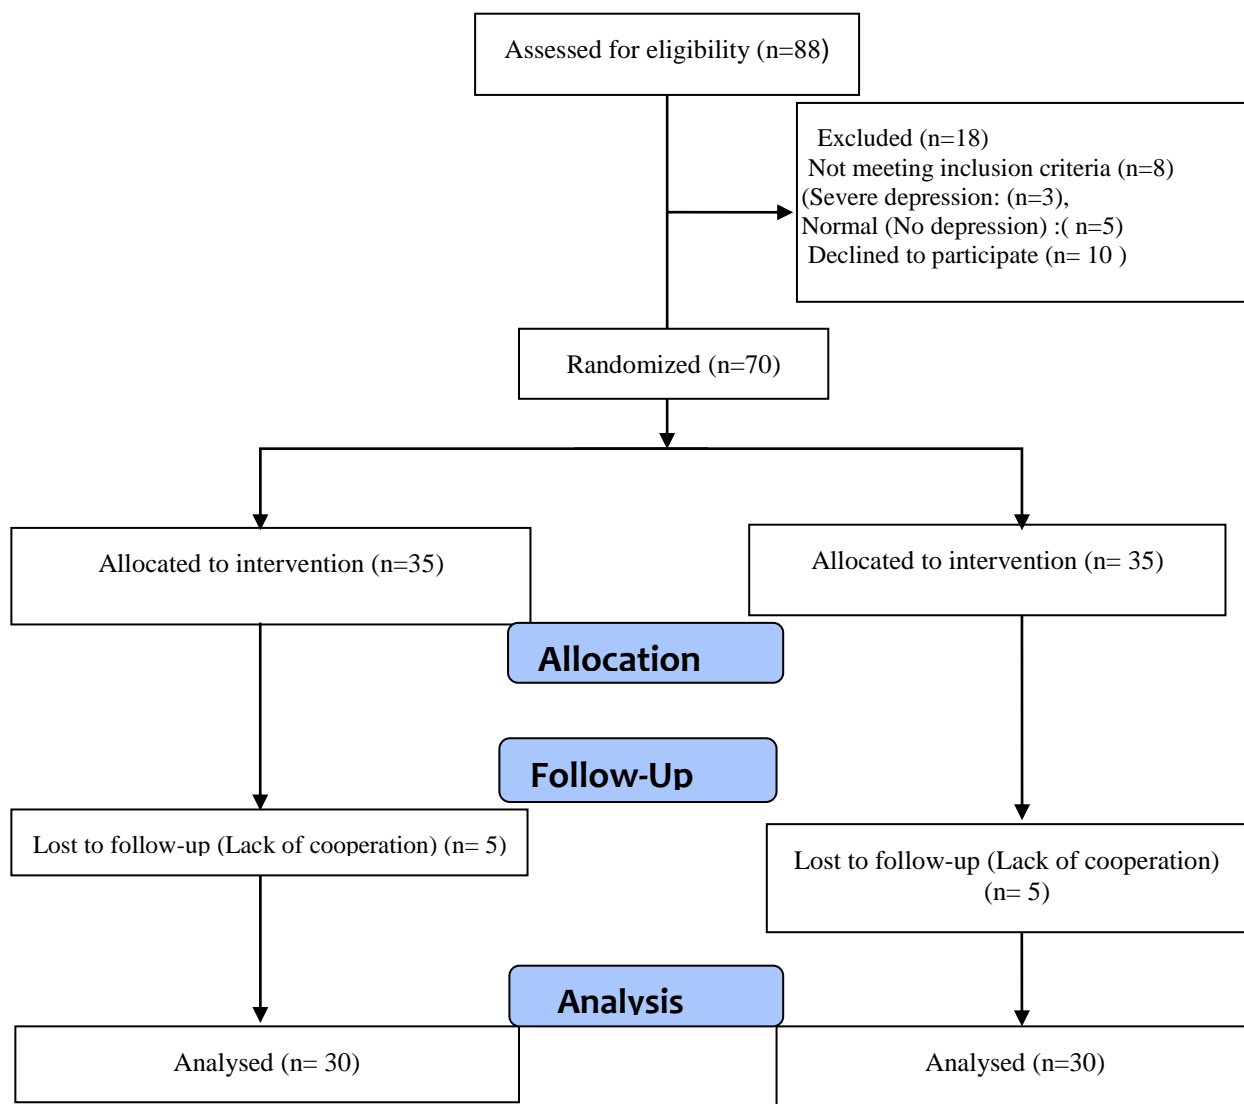 Assessed for eligibility (n=88)
Excluded (n=18)
Not meeting inclusion criteria (n=8)
(Severe depression: (n=3),
Normal (No depression) :( n=5)
Declined to participate (n= 10 )
Randomized (n=70)
Allocated to intervention (n=35)
Allocated to intervention (n= 35)
Allocation
Follow-Up
Lost to follow-up (Lack of cooperation) (n= 5)
Lost to follow-up (Lack of cooperation)
(n= 5)
Analysis
Analysed (n= 30)
Analysed (n=30)